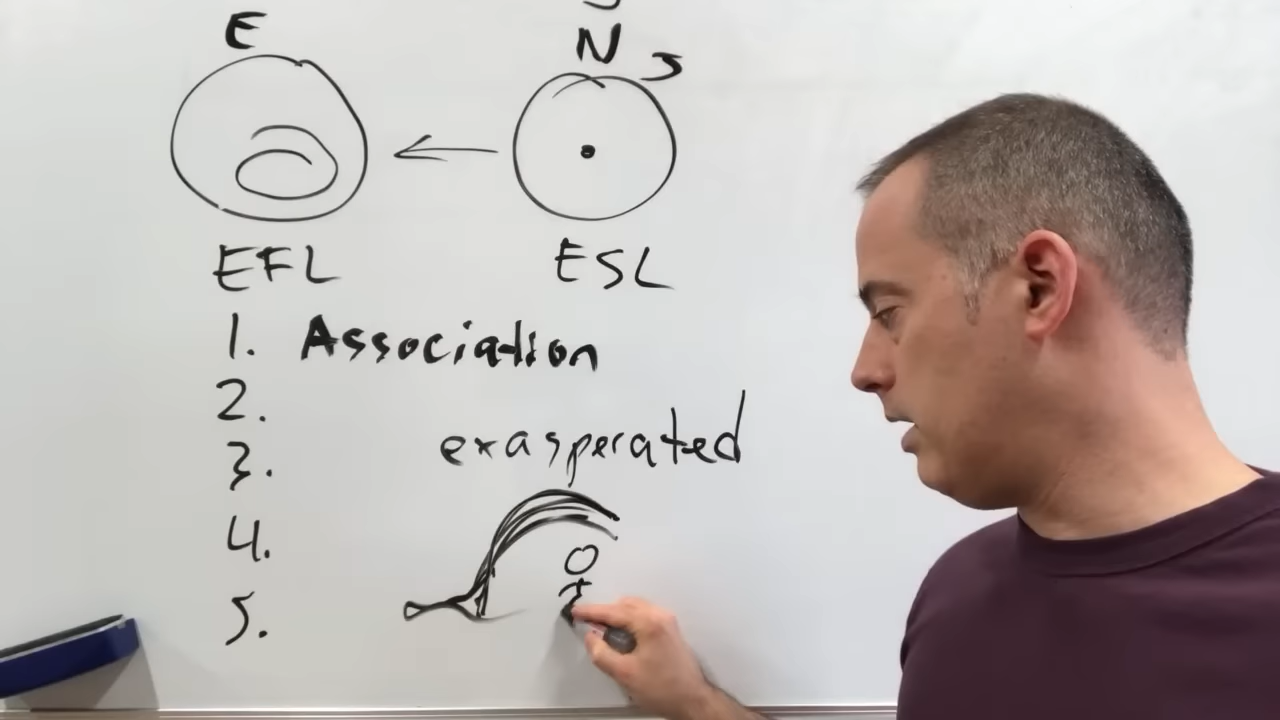 E
N S
EFL
ESL
1. Association
2.
exasperated
3.
4.
5.